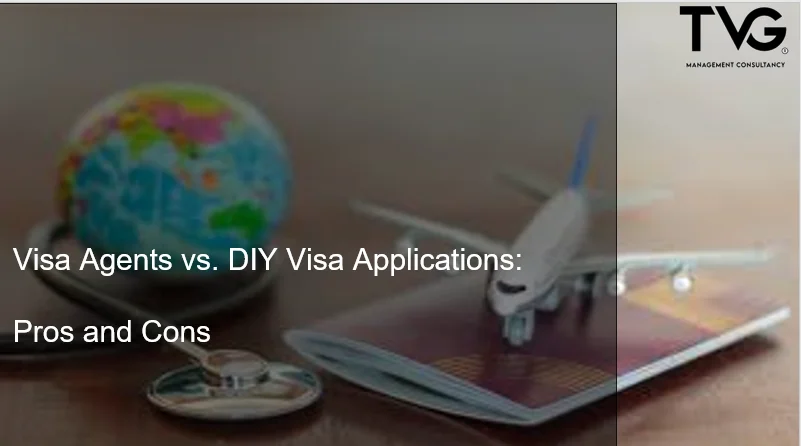 TVG
MANAGEMENT CONSULTANCY
Visa Agents vs. DIY Visa Applications:
Pros and Cons